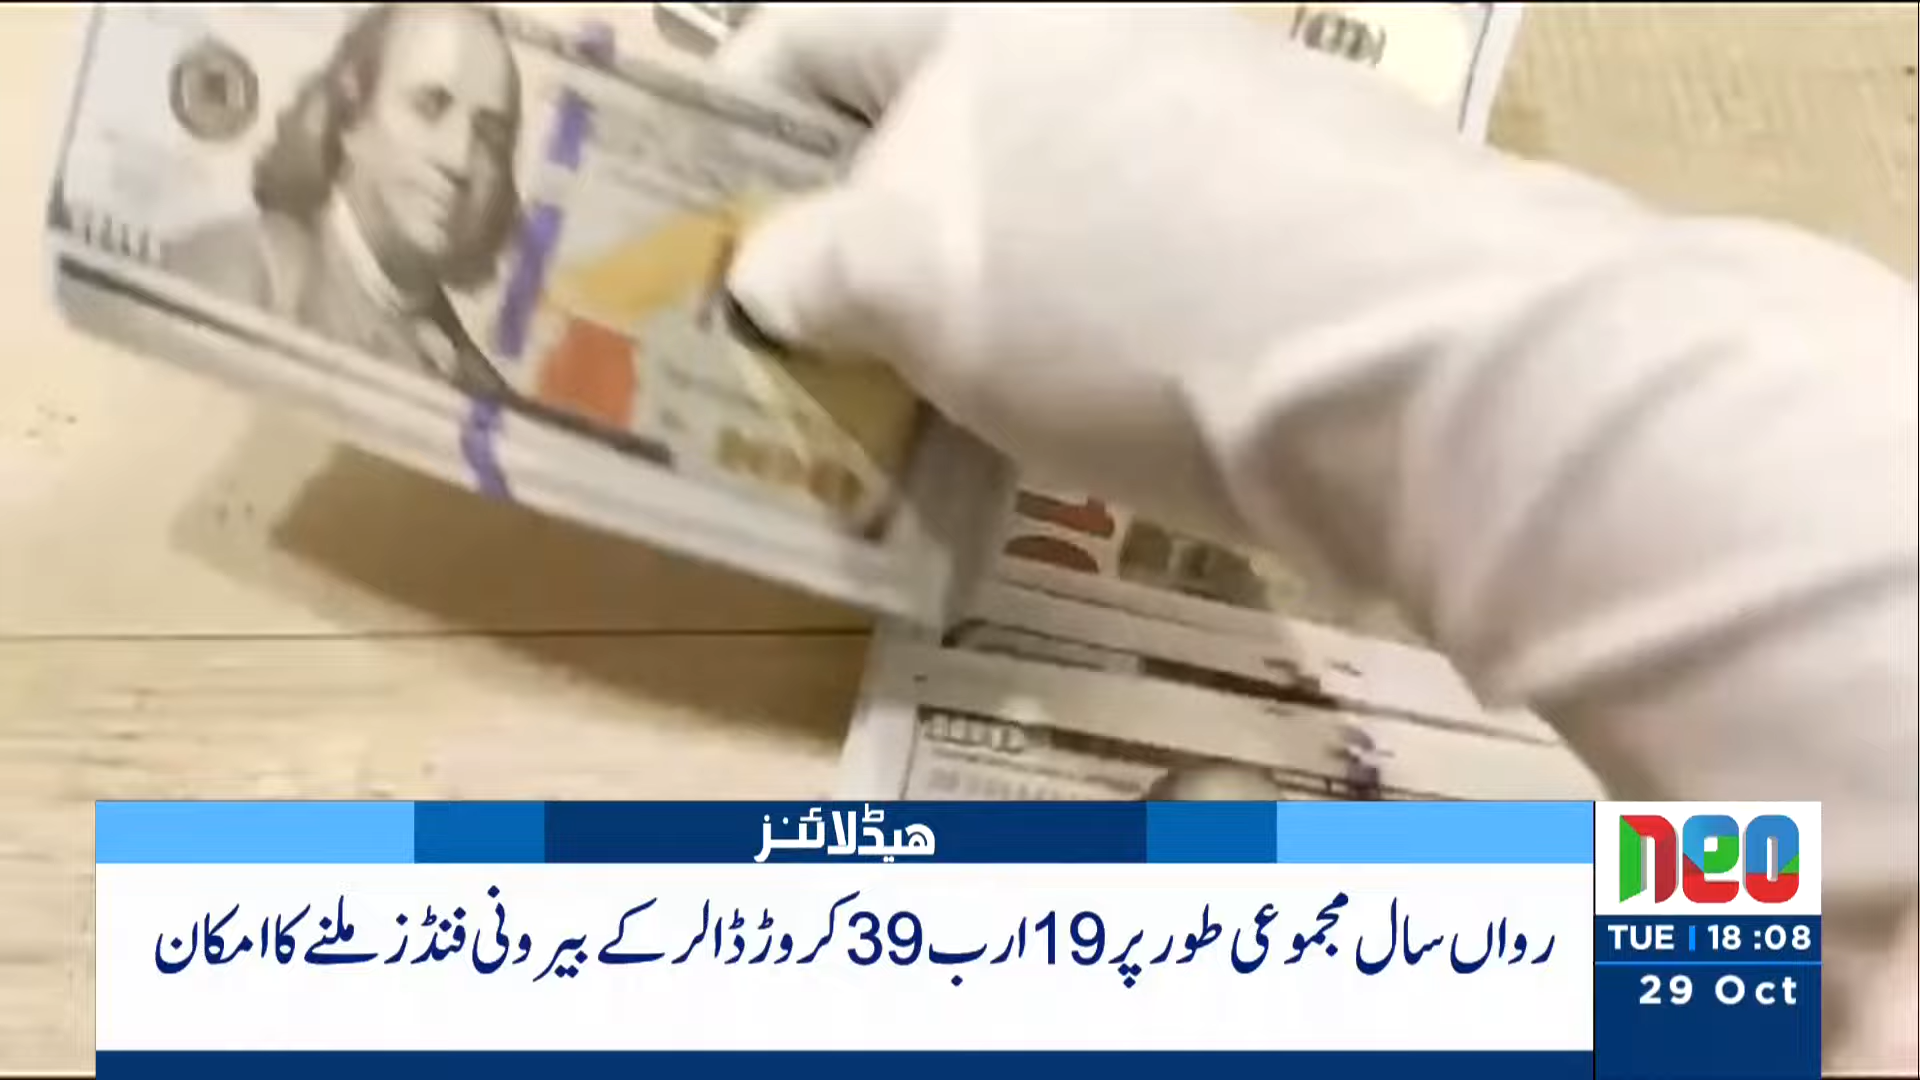 ہیڈلائنز
رواں سال مجموعی طور پر 19 ارب 39 کروڑ ڈالر کے بیرونی فنڈز ملنے کا امکان
neo
TUE | 18 :08
29 Oct